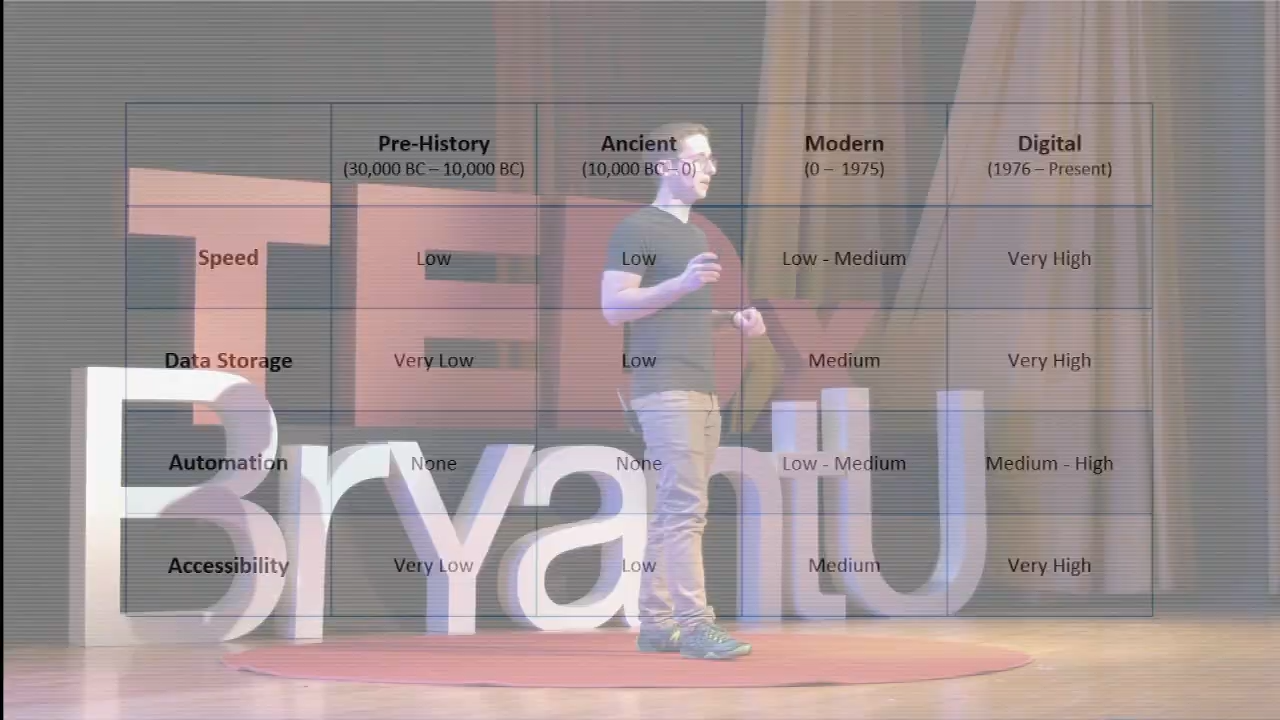 Pre-History Ancient Modern Digital
(30,000 BC – 10,000 BC) (10,000 BC – 0) (0 – 1975) (1976 – Present)
Speed Low Low Low - Medium Very High
Data Storage Very Low Low Medium Very High
Automation None None Low - Medium Medium - High
Accessibility Very Low Low Medium Very High
TEDx
BryantU